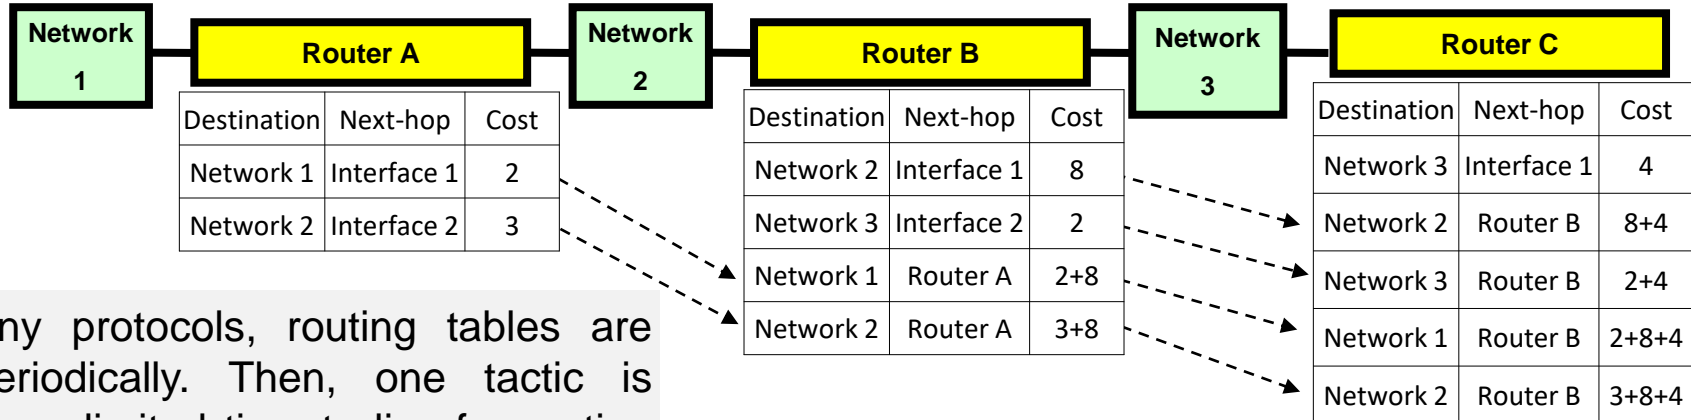 Network
1
Router A
Network
2
Router B
Network
3
Router C
Destination Next-hop Cost
Network 1 Interface 1 2
Network 2 Interface 2 3
Destination Next-hop Cost
Network 2 Interface 1 8
Network 3 Interface 2 2
Network 1 Router A 2+8
Network 2 Router A 3+8
Destination Next-hop Cost
Network 3 Interface 1 4
Network 2 Router B 8+4
Network 3 Router B 2+4
Network 1 Router B 2+8+4
Network 2 Router B 3+8+4
ny protocols, routing tables are
eriodically. Then, one tactic is